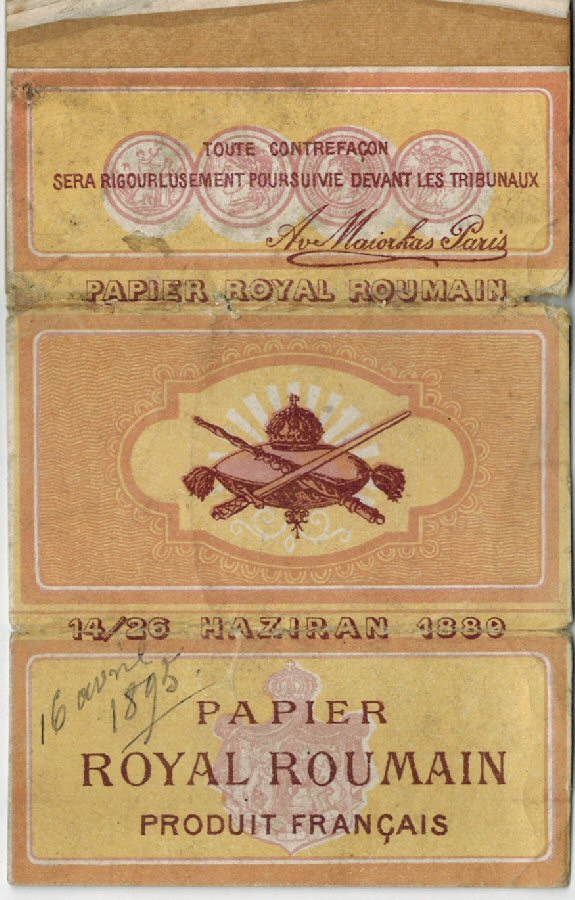 TOUTE CONTREFAÇON
SERA RIGOUREUSEMENT POURSUIVIE DEVANT LES TRIBUNAUX
Av Maiorkas Paris
PAPIER ROYAL ROUMAIN
14/26 HAZIRAN 1880
16 avril
1895.
PAPIER
ROYAL ROUMAIN
PRODUIT FRANÇAIS